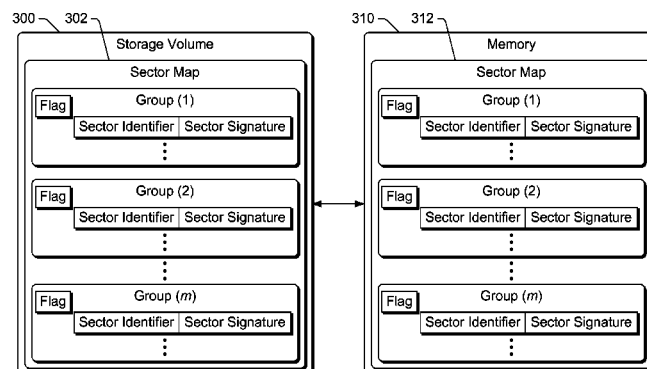 300
302
Storage Volume
Sector Map
Flag
Group (1)
Sector Identifier
Sector Signature
Flag
Group (2)
Sector Identifier
Sector Signature
Flag
Group (m)
Sector Identifier
Sector Signature
310
312
Memory
Sector Map
Flag
Group (1)
Sector Identifier
Sector Signature
Flag
Group (2)
Sector Identifier
Sector Signature
Flag
Group (m)
Sector Identifier
Sector Signature